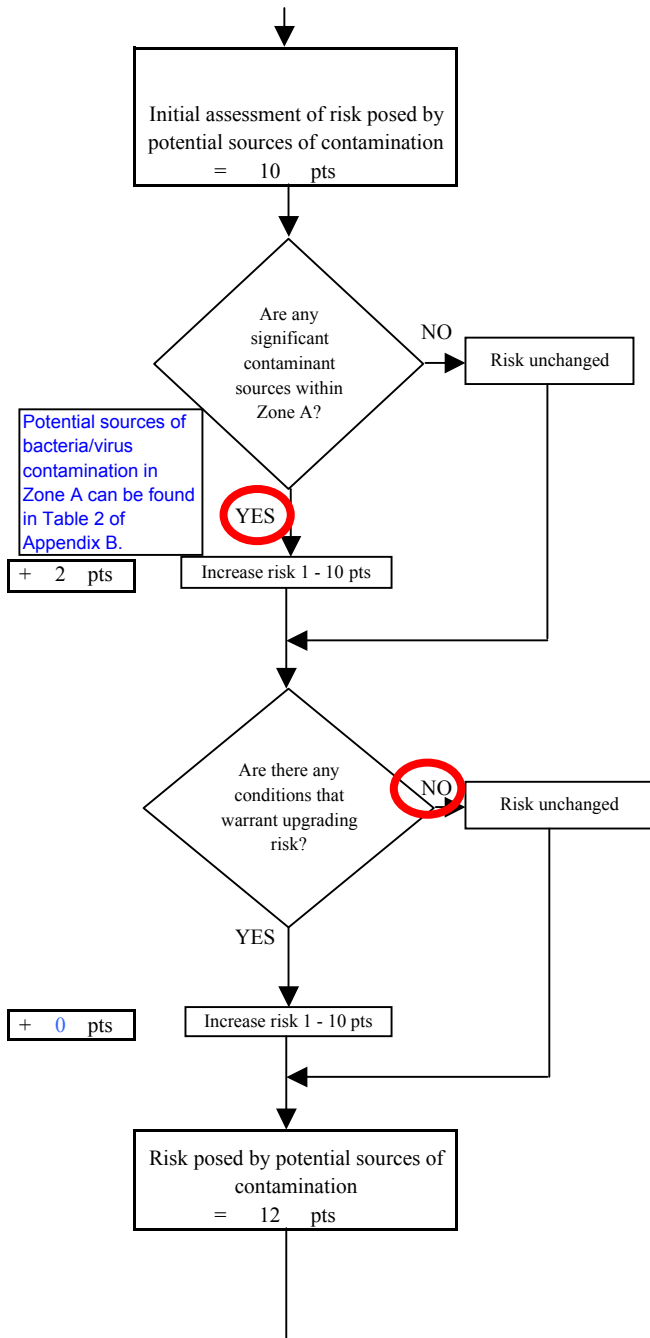 Initial assessment of risk posed by
potential sources of contamination
= 10 pts
Are any
significant
contaminant
sources within
Zone A?
NO
Risk unchanged
Potential sources of
bacteria/virus
contamination in
Zone A can be found
in Table 2 of
Appendix B.
YES
+ 2 pts
Increase risk 1 - 10 pts
Are there any
conditions that
warrant upgrading
risk?
NO
Risk unchanged
YES
+ 0 pts
Increase risk 1 - 10 pts
Risk posed by potential sources of
contamination
= 12 pts